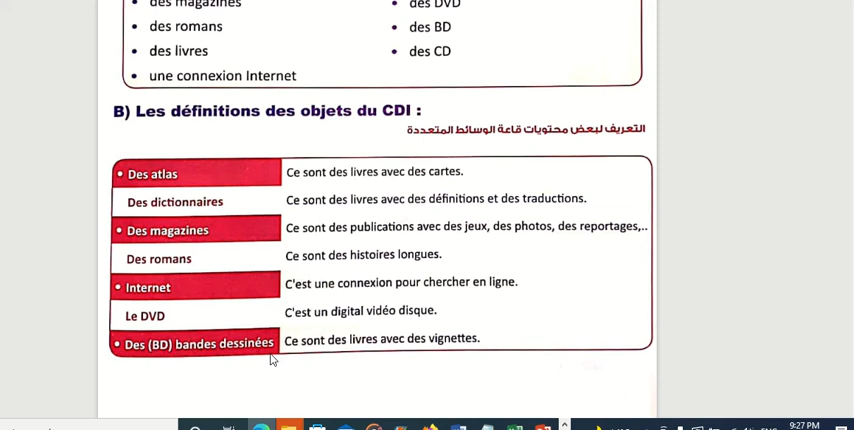 • des magazines
• des DVD
• des romans
• des BD
• des livres
• des CD
• une connexion Internet
B) Les définitions des objets du CDI :
التعريف لبعض محتويات قاعة الوسائط المتعددة
• Des atlas Ce sont des livres avec des cartes.
Des dictionnaires Ce sont des livres avec des définitions et des traductions.
• Des magazines Ce sont des publications avec des jeux, des photos, des reportages,..
Des romans Ce sont des histoires longues.
• Internet C'est une connexion pour chercher en ligne.
Le DVD C'est un digital vidéo disque.
• Des (BD) bandes dessinées Ce sont des livres avec des vignettes.
ENG
9:27 PM